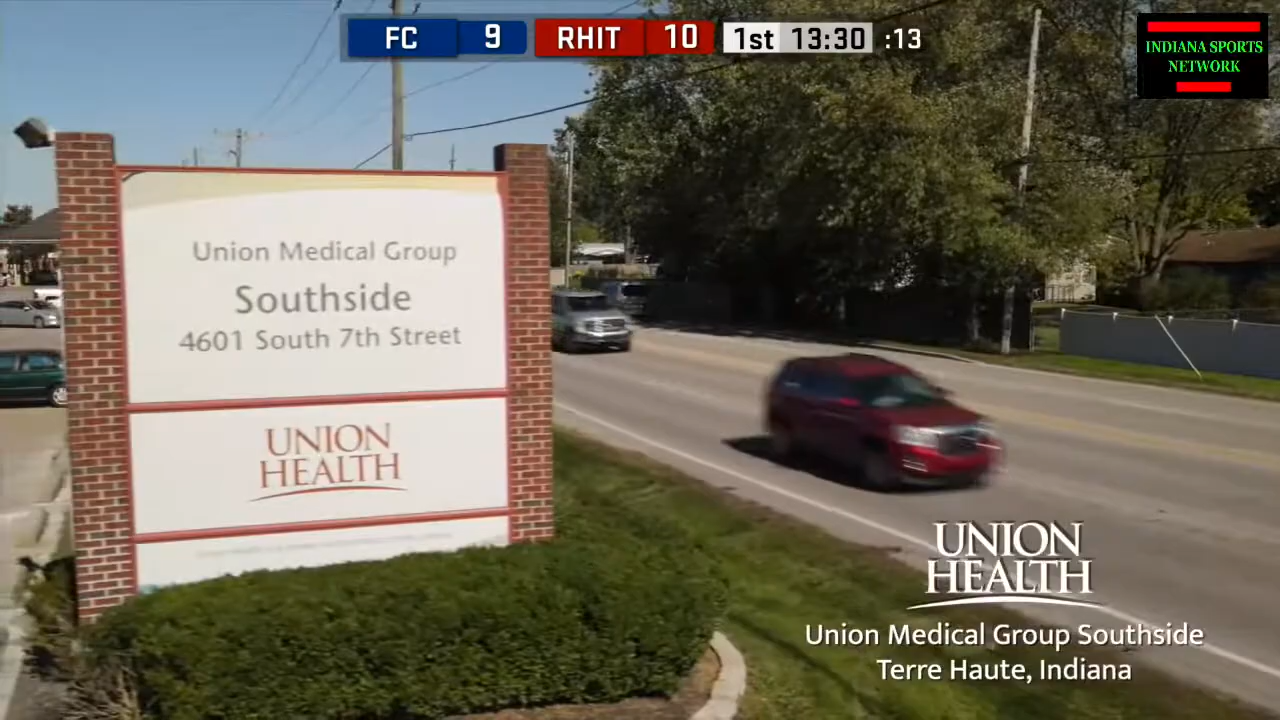 FC 9 RHIT 10 1st 13:30 :13
INDIANA SPORTS
NETWORK
Union Medical Group
Southside
4601 South 7th Street
UNION
HEALTH
UNION
HEALTH
Union Medical Group Southside
Terre Haute, Indiana